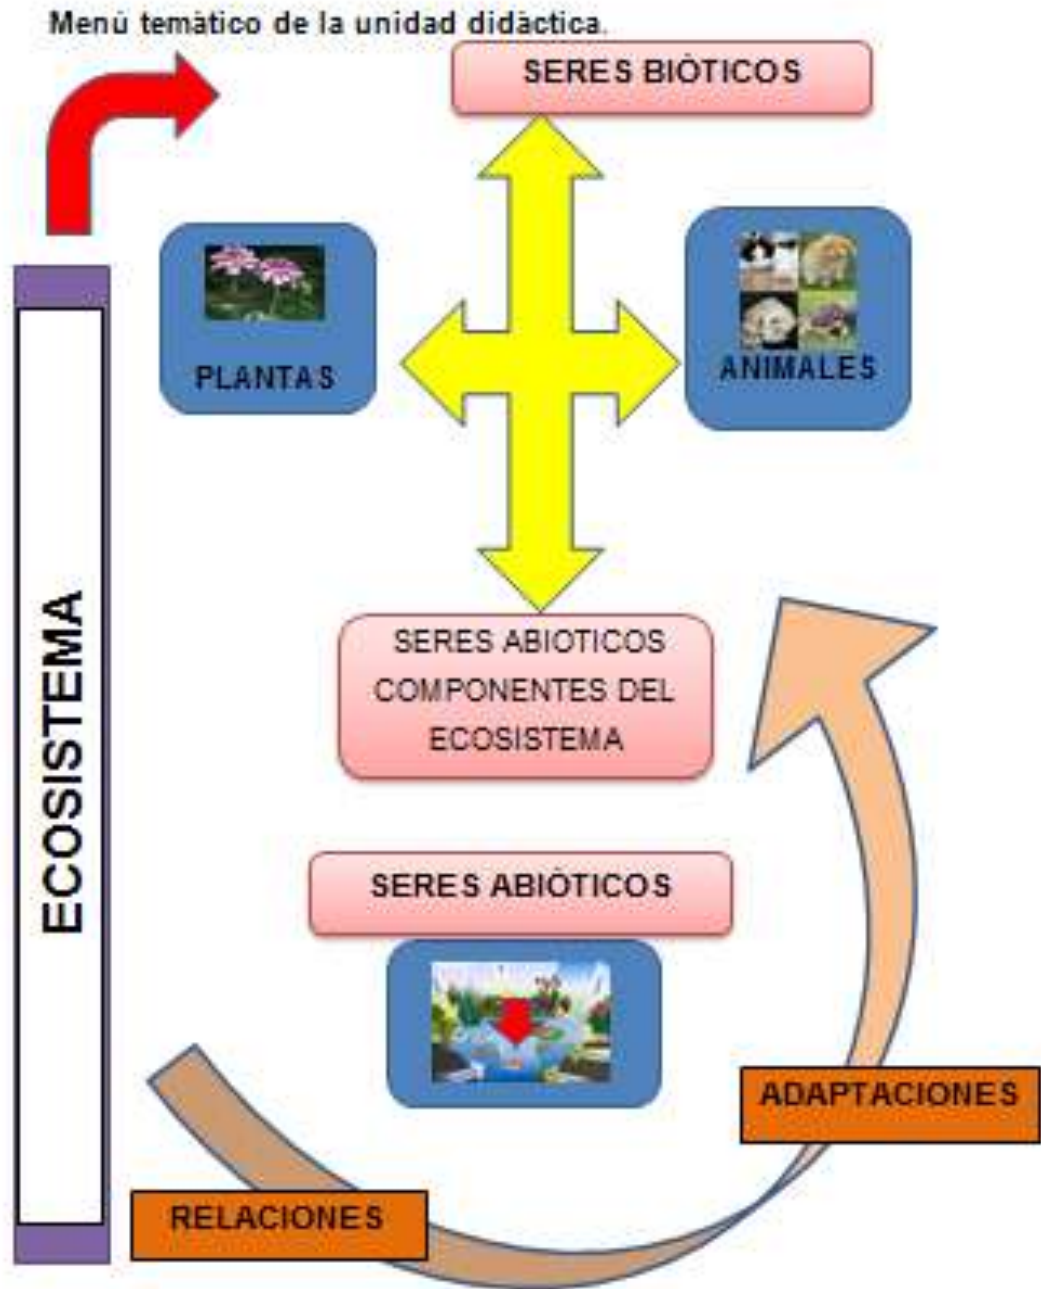 Menú temático de la unidad didáctica.
SERES BIÓTICOS
PLANTAS
ANIMALES
ECOSISTEMA
SERES ABIOTICOS
COMPONENTES DEL
ECOSISTEMA
SERES ABIÓTICOS
ADAPTACIONES
RELACIONES